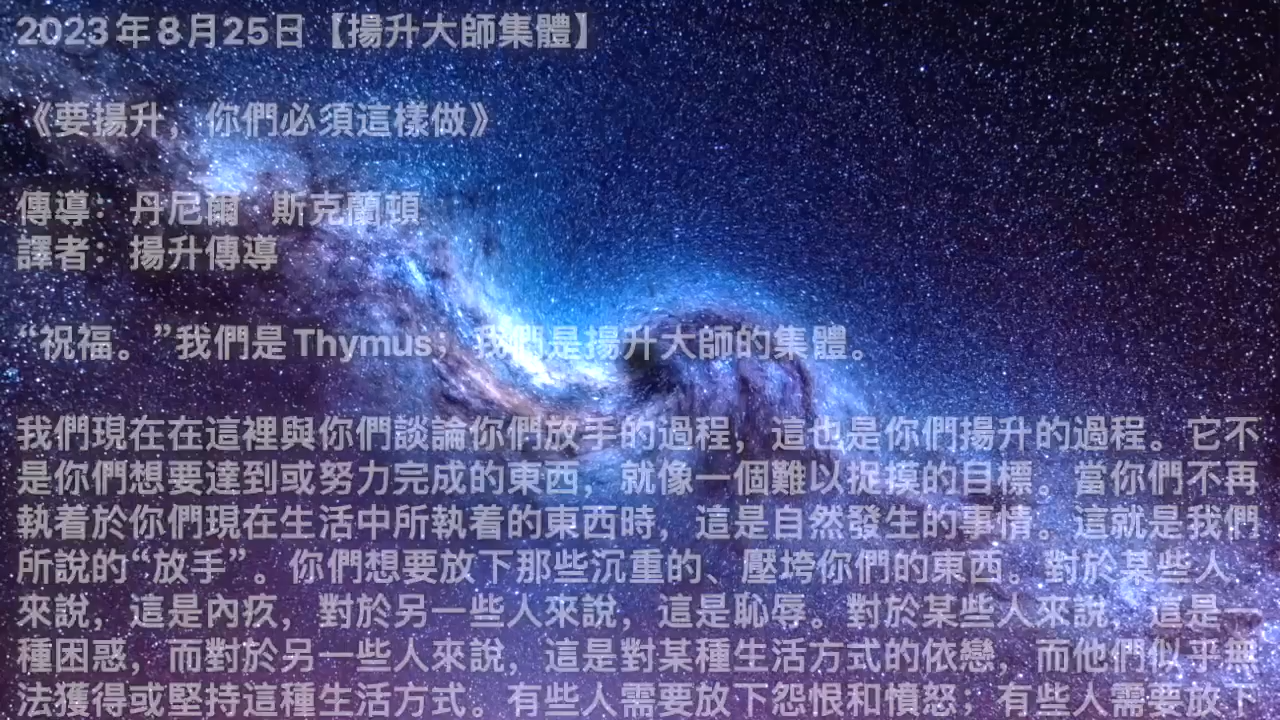 2023年8月25日【揚升大師集體】
《要揚升，你們必須這樣做》
傳導：丹尼爾 斯克蘭頓
譯者：揚升傳導
“祝福。”我們是Thymus；我們是揚升大師的集體。
我們現在在這裡與你們談論你們放手的過程，這也是你們揚升的過程。它不
是你們想要達到或努力完成的東西，就像一個難以捉摸的目標。當你們不再
執着於你們現在生活中所執着的東西時，這是自然發生的事情。這就是我們
所說的“放手”。你們想要放下那些沉重的、壓垮你們的東西。對於某些人
來說，這是內疚，對於另一些人來說，這是恥辱。對於某些人來說，這是一
種困惑，而對於另一些人來說，這是對某種生活方式的依戀，而他們似乎無
法獲得或堅持這種生活方式。有些人需要放下怨恨和憤怒；有些人需要放下